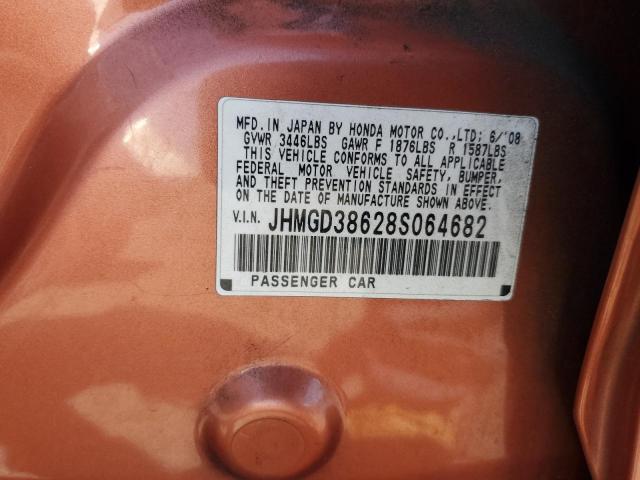 MFD. IN JAPAN BY HONDA MOTOR CO.,LTD; 6/'08
GVWR 3446LBS GAWR F 1876LBS R 1587LBS
THIS VEHICLE CONFORMS TO ALL APPLICABLE
FEDERAL MOTOR VEHICLE SAFETY, BUMPER,
AND THEFT PREVENTION STANDARDS IN EFFECT
ON THE DATE OF MANUFACTURE SHOWN ABOVE.
V.I.N. JHMGD38628S064682
PASSENGER CAR